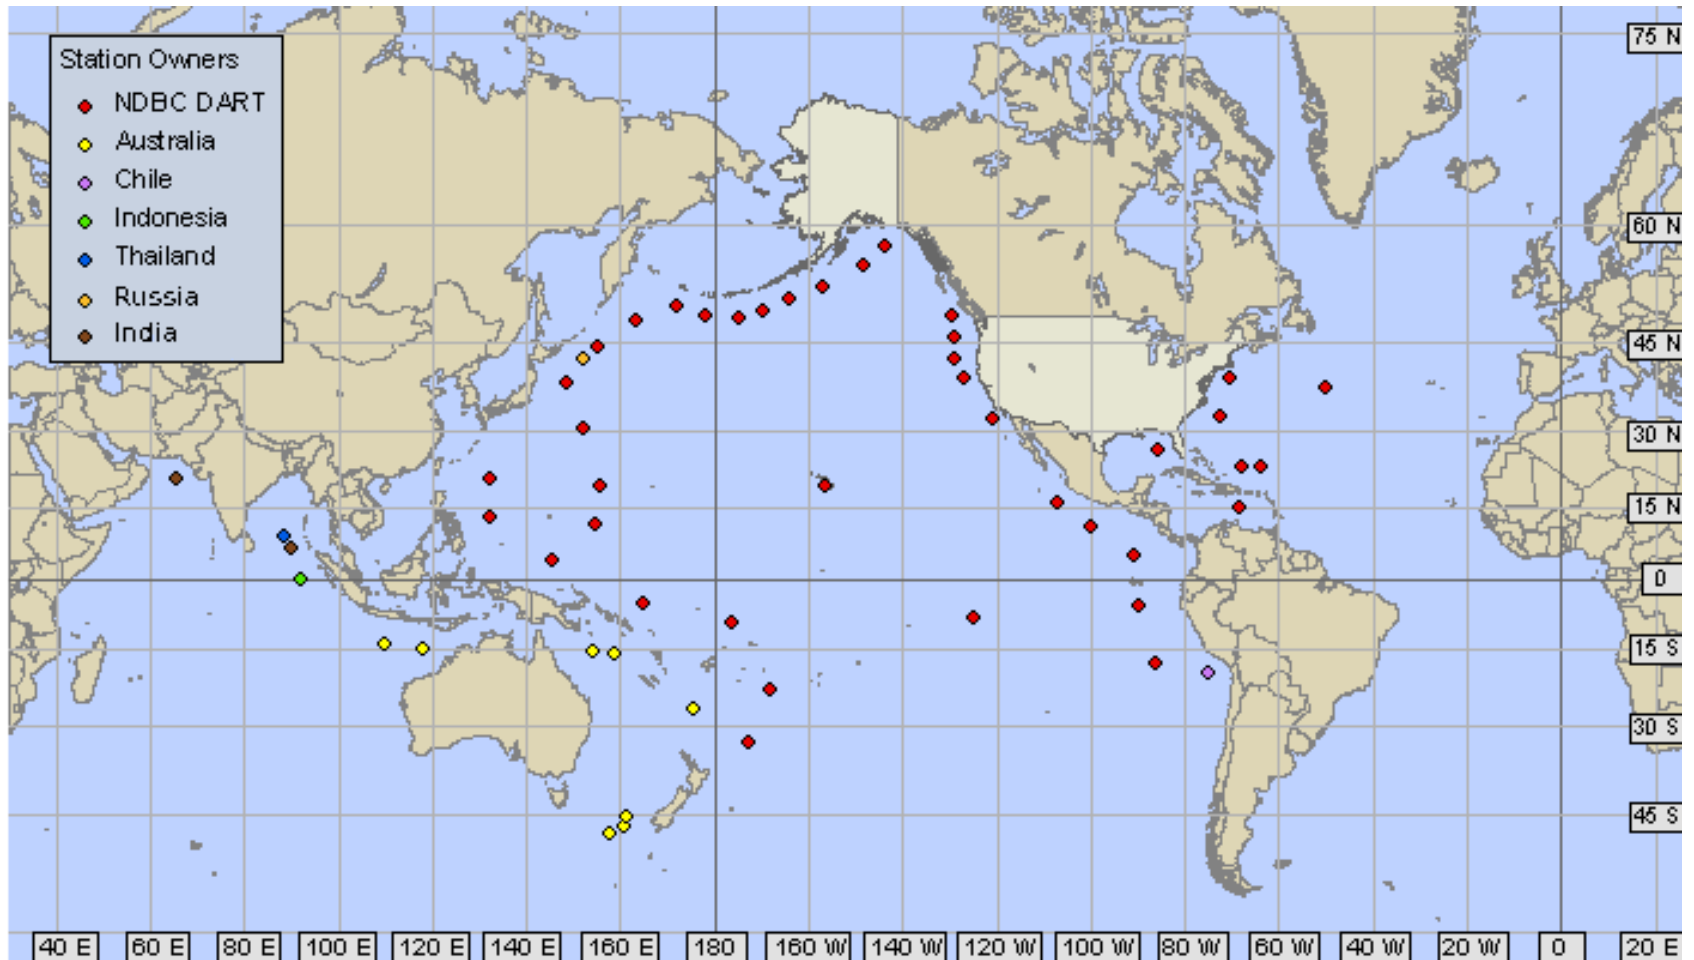 Station Owners
NDBC DART
Australia
Chile
Indonesia
Thailand
Russia
India
75 N
60 N
45 N
30 N
15 N
0
15 S
30 S
45 S
40 E 60 E 80 E 100 E 120 E 140 E 160 E 180 160 W 140 W 120 W 100 W 80 W 60 W 40 W 20 W 0 20 E